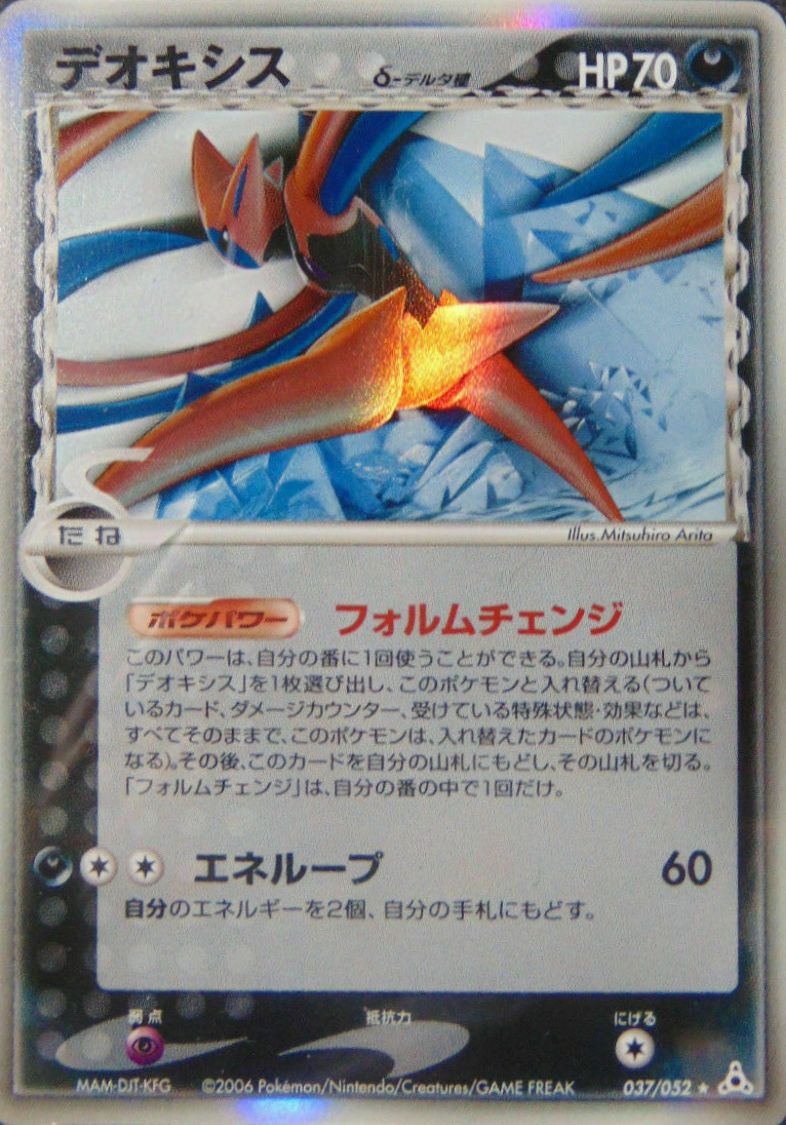 デオキシス δ-デルタ種 HP70
たね
Illus.Mitsuhiro Arita
ポケパワー フォルムチェンジ
このパワーは、自分の番に1回使うことができる。自分の山札から
「デオキシス」を1枚選び出し、このポケモンと入れ替える(ついて
いるカード、ダメージカウンター、受けている特殊状態・効果などは、
すべてそのままで、このポケモンは、入れ替えたカードのポケモンに
なる)。その後、このカードを自分の山札にもどし、その山札を切る。
「フォルムチェンジ」は、自分の番の中で1回だけ。
エネループ 60
自分のエネルギーを2個、自分の手札にもどす。
弱点 抵抗力 にげる
MAM-DJT-KFG ©2006 Pokémon/Nintendo/Creatures/GAME FREAK 037/052 ★